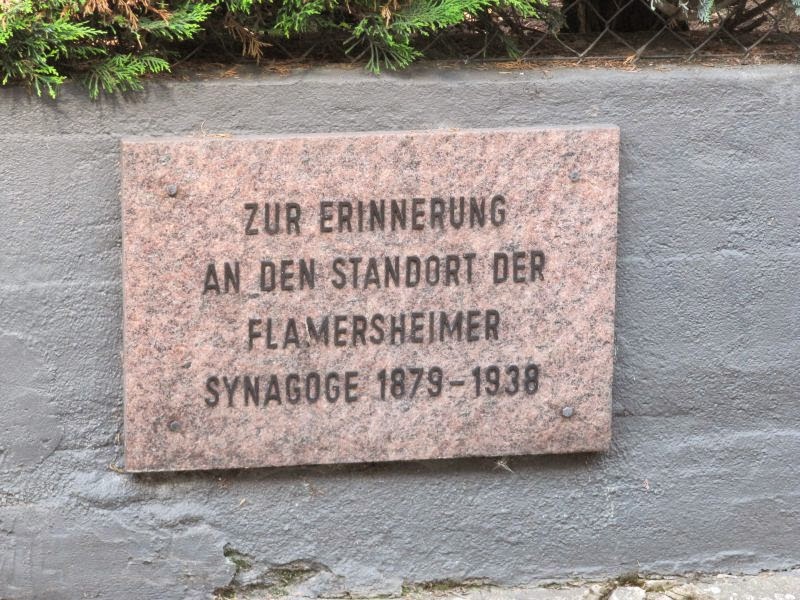 ZUR ERINNERUNG
AN DEN STANDORT DER
FLAMERSHEIMER
SYNAGOGE 1879-1938